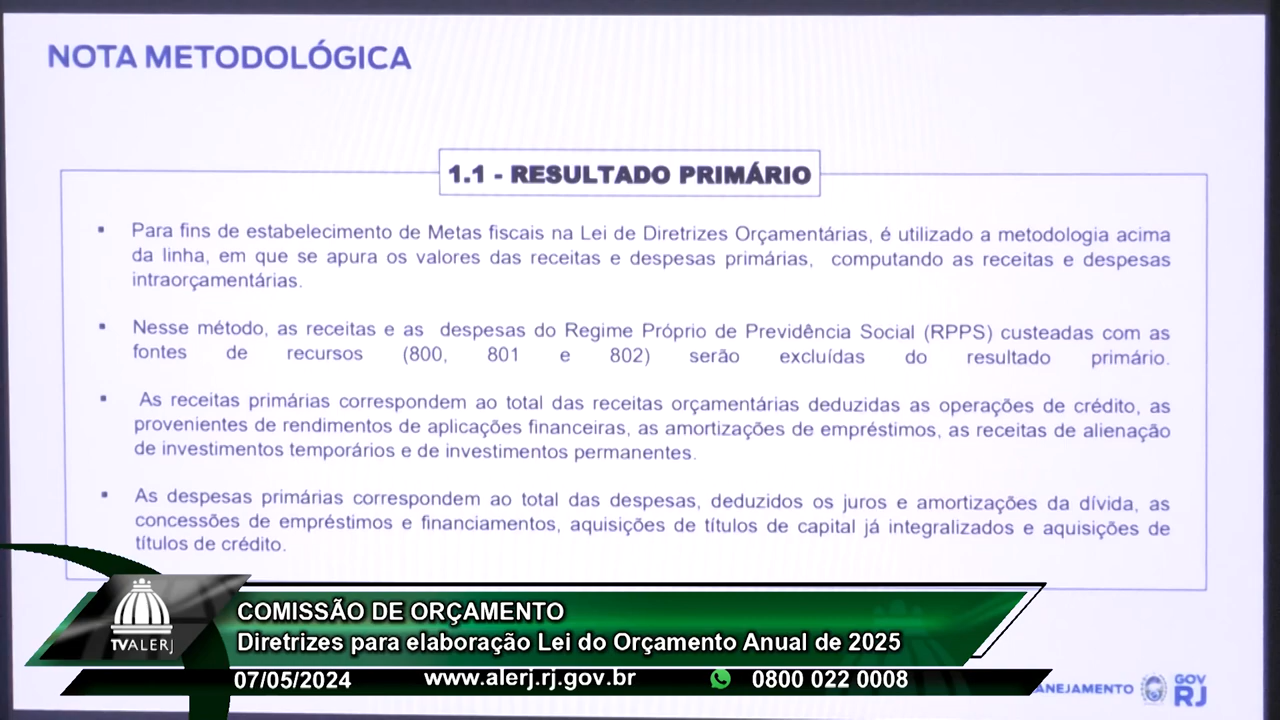 NOTA METODOLÓGICA
1.1 - RESULTADO PRIMÁRIO
▪ Para fins de estabelecimento de Metas fiscais na Lei de Diretrizes Orçamentárias, é utilizado a metodologia acima
da linha, em que se apura os valores das receitas e despesas primárias, computando as receitas e despesas
intraorçamentárias.
▪ Nesse método, as receitas e as despesas do Regime Próprio de Previdência Social (RPPS) custeadas com as
fontes de recursos (800, 801 e 802) serão excluídas do resultado primário.
▪ As receitas primárias correspondem ao total das receitas orçamentárias deduzidas as operações de crédito, as
provenientes de rendimentos de aplicações financeiras, as amortizações de empréstimos, as receitas de alienação
de investimentos temporários e de investimentos permanentes.
▪ As despesas primárias correspondem ao total das despesas, deduzidos os juros e amortizações da dívida, as
concessões de empréstimos e financiamentos, aquisições de títulos de capital já integralizados e aquisições de
títulos de crédito.
COMISSÃO DE ORÇAMENTO
Diretrizes para elaboração Lei do Orçamento Anual de 2025
TVALERJ
07/05/2024 www.alerj.rj.gov.br 0800 022 0008
ANEJAMENTO
GOV
RJ